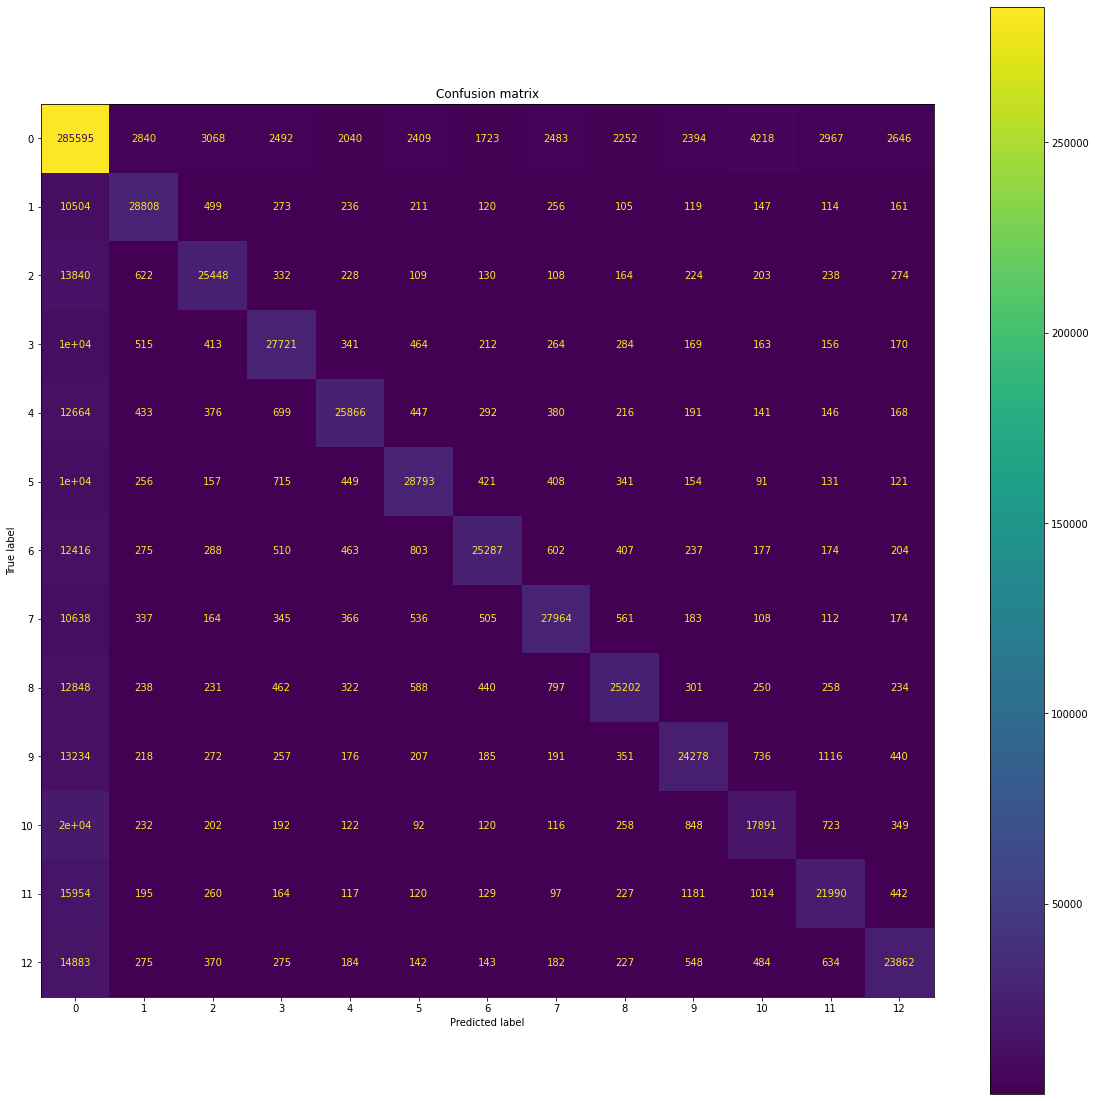 Confusion matrix
0 285595 2840 3068 2492 2040 2409 1723 2483 2252 2394 4218 2967 2646
1 10504 28808 499 273 236 211 120 256 105 119 147 114 161
2 13840 622 25448 332 228 109 130 108 164 224 203 238 274
3 1e+04 515 413 27721 341 464 212 264 284 169 163 156 170
4 12664 433 376 699 25866 447 292 380 216 191 141 146 168
5 1e+04 256 157 715 449 28793 421 408 341 154 91 131 121
6 12416 275 288 510 463 803 25287 602 407 237 177 174 204
7 10638 337 164 345 366 536 505 27964 561 183 108 112 174
8 12848 238 231 462 322 588 440 797 25202 301 250 258 234
9 13234 218 272 257 176 207 185 191 351 24278 736 1116 440
10 2e+04 232 202 192 122 92 120 116 258 848 17891 723 349
11 15954 195 260 164 117 120 129 97 227 1181 1014 21990 442
12 14883 275 370 275 184 142 143 182 227 548 484 634 23862
0 1 2 3 4 5 6 7 8 9 10 11 12
Predicted label
True label
250000
200000
150000
100000
50000